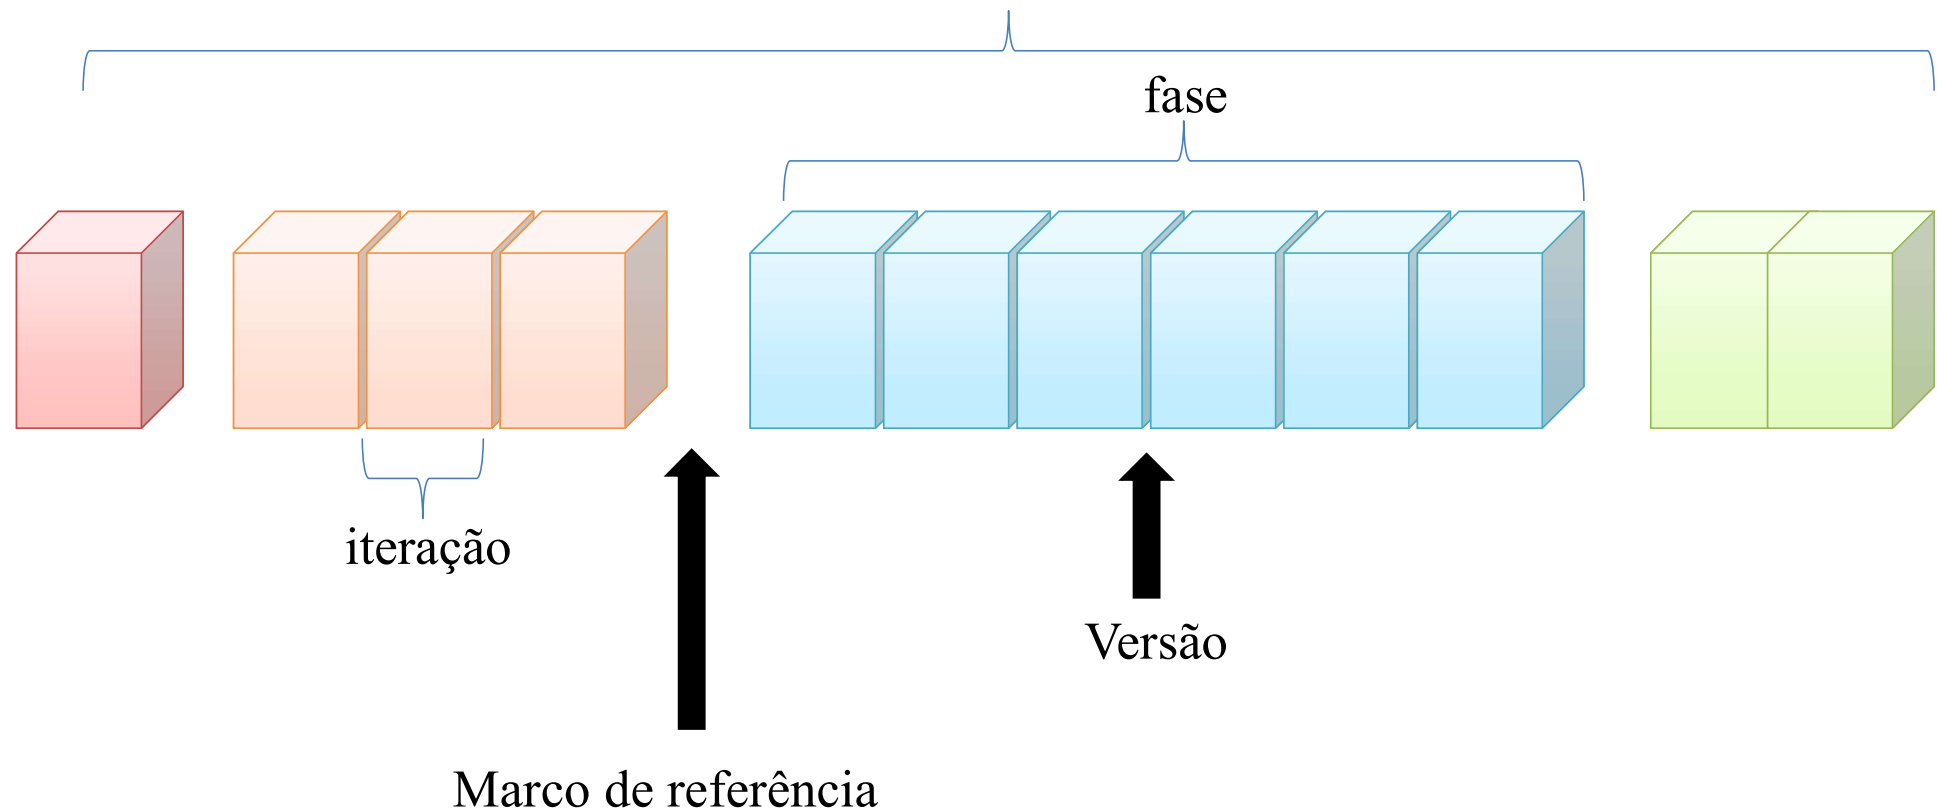 fase
iteração
Versão
Marco de referência